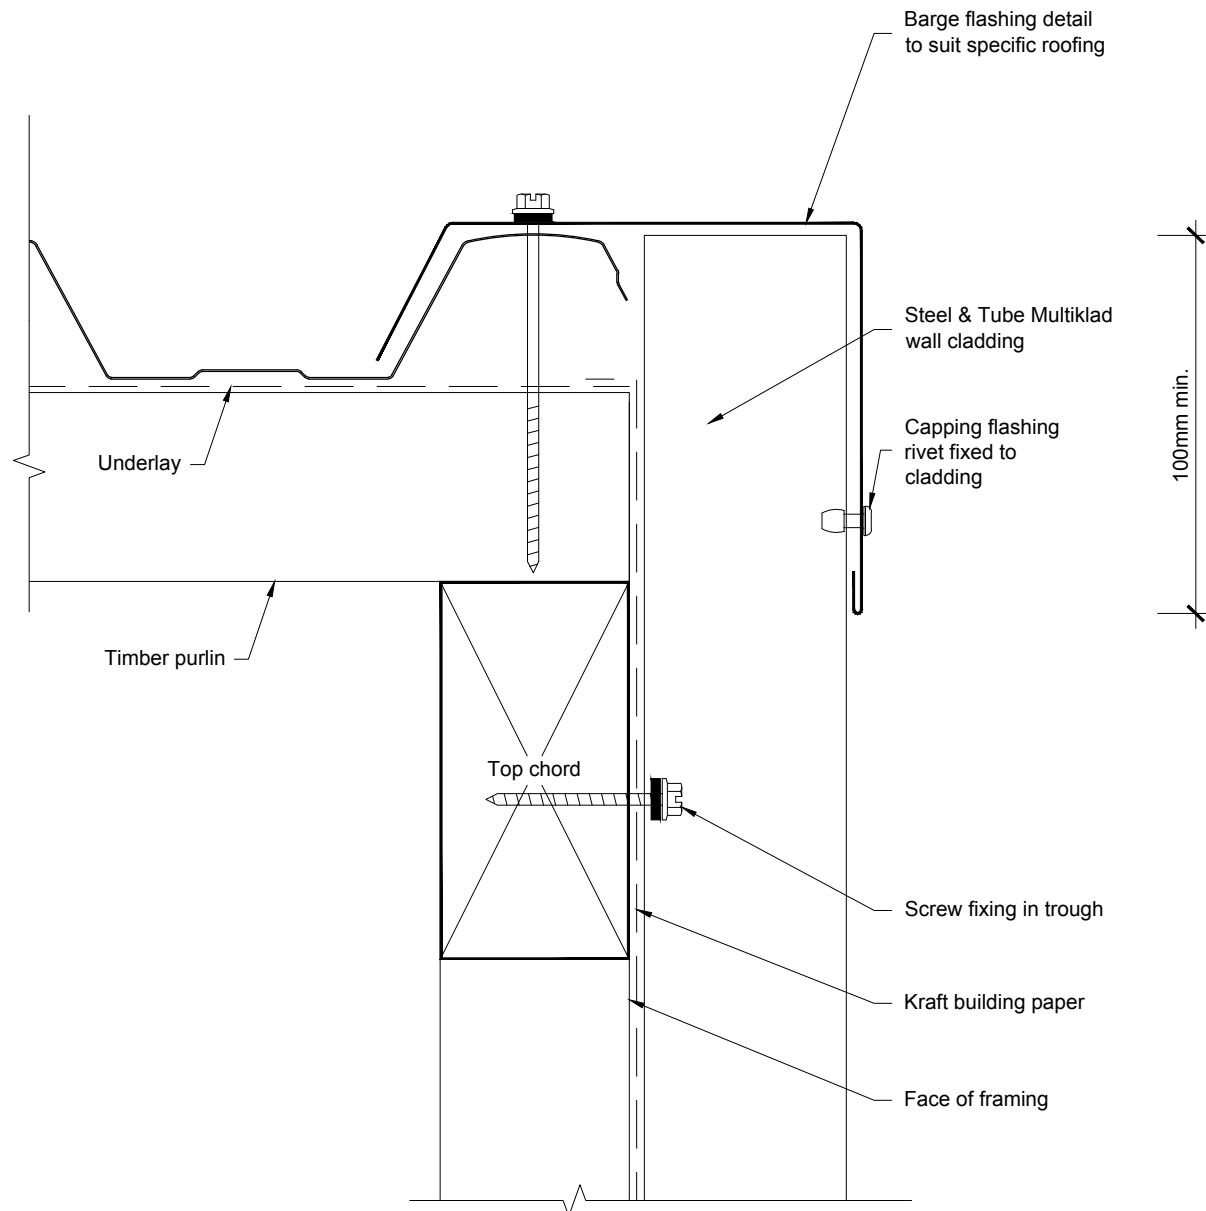 Barge flashing detail
to suit specific roofing
Steel & Tube Multiklad
wall cladding
100mm min.
Capping flashing
rivet fixed to
cladding
Underlay
Timber purlin
Top chord
Screw fixing in trough
Kraft building paper
Face of framing